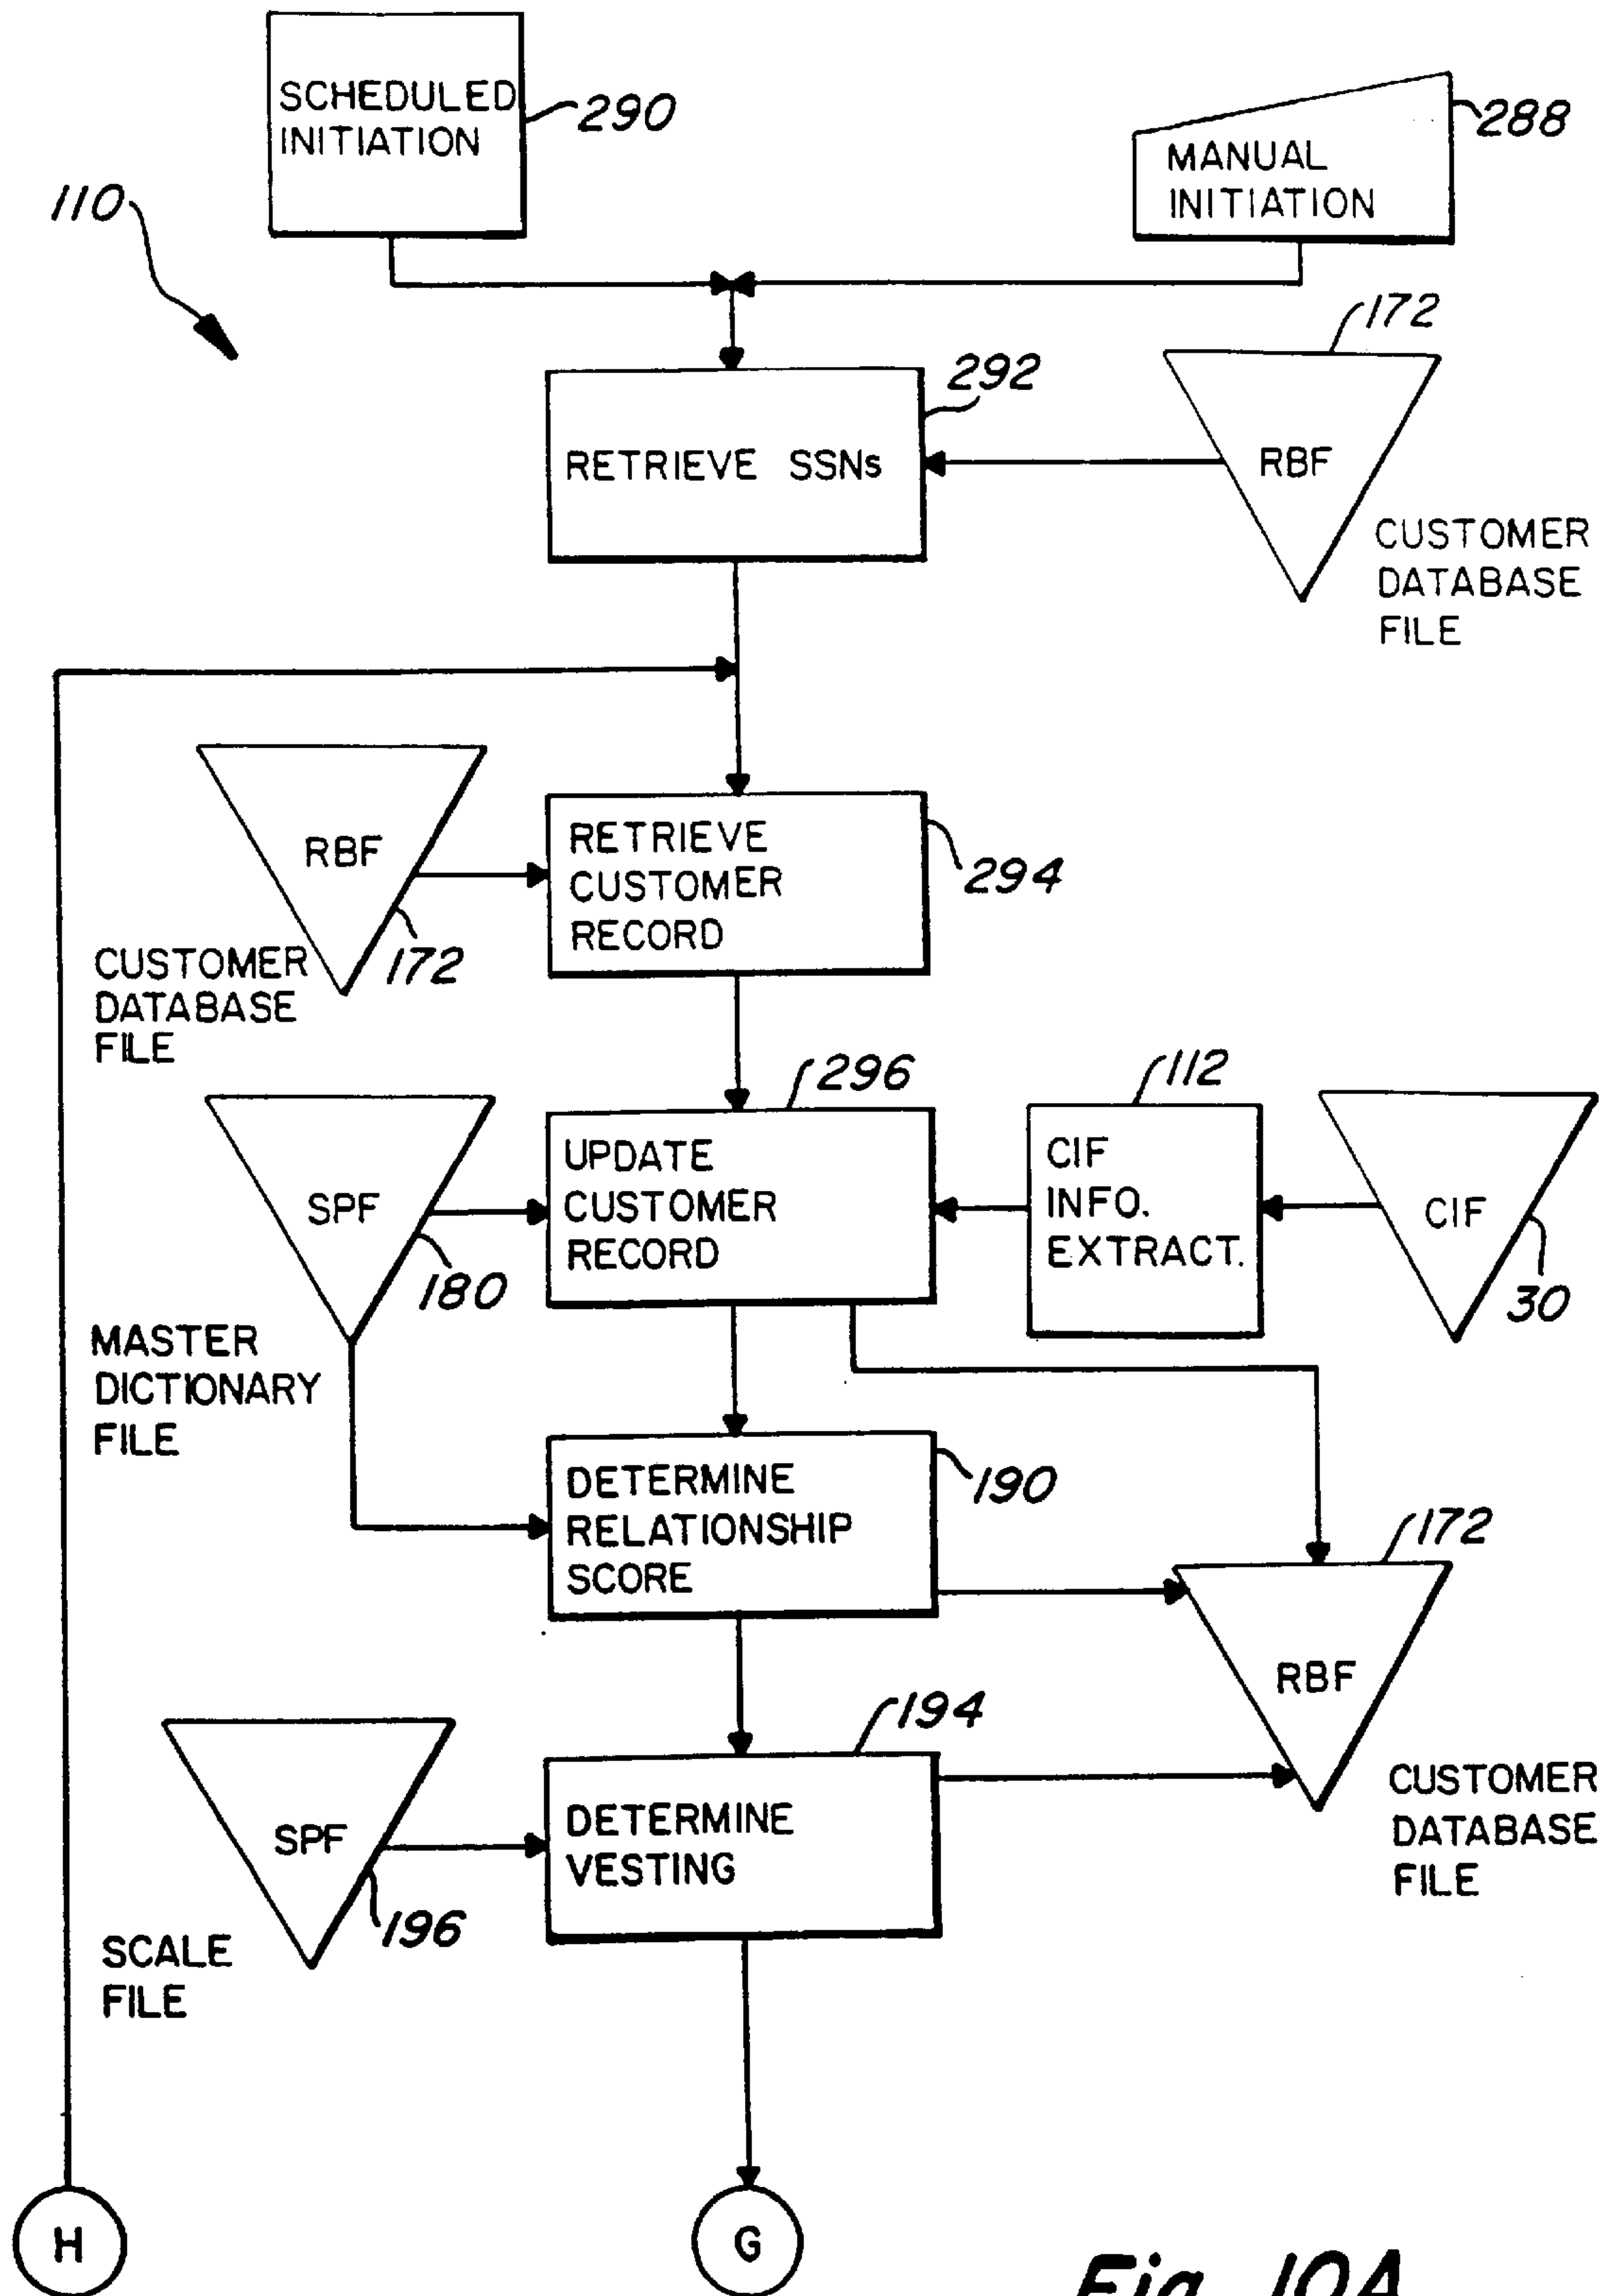 SCHEDULED
INITIATION
290
MANUAL
INITIATION
288
110
172
292
RETRIEVE SSNs
RBF
CUSTOMER
DATABASE
FILE
RBF
172
CUSTOMER
DATABASE
FILE
RETRIEVE
CUSTOMER
RECORD
294
296
112
SPF
180
MASTER
DICTIONARY
FILE
UPDATE
CUSTOMER
RECORD
CIF
INFO.
EXTRACT.
CIF
30
DETERMINE
RELATIONSHIP
SCORE
190
172
RBF
CUSTOMER
DATABASE
FILE
194
SPF
196
SCALE
FILE
DETERMINE
VESTING
H
G
Fig. 10A